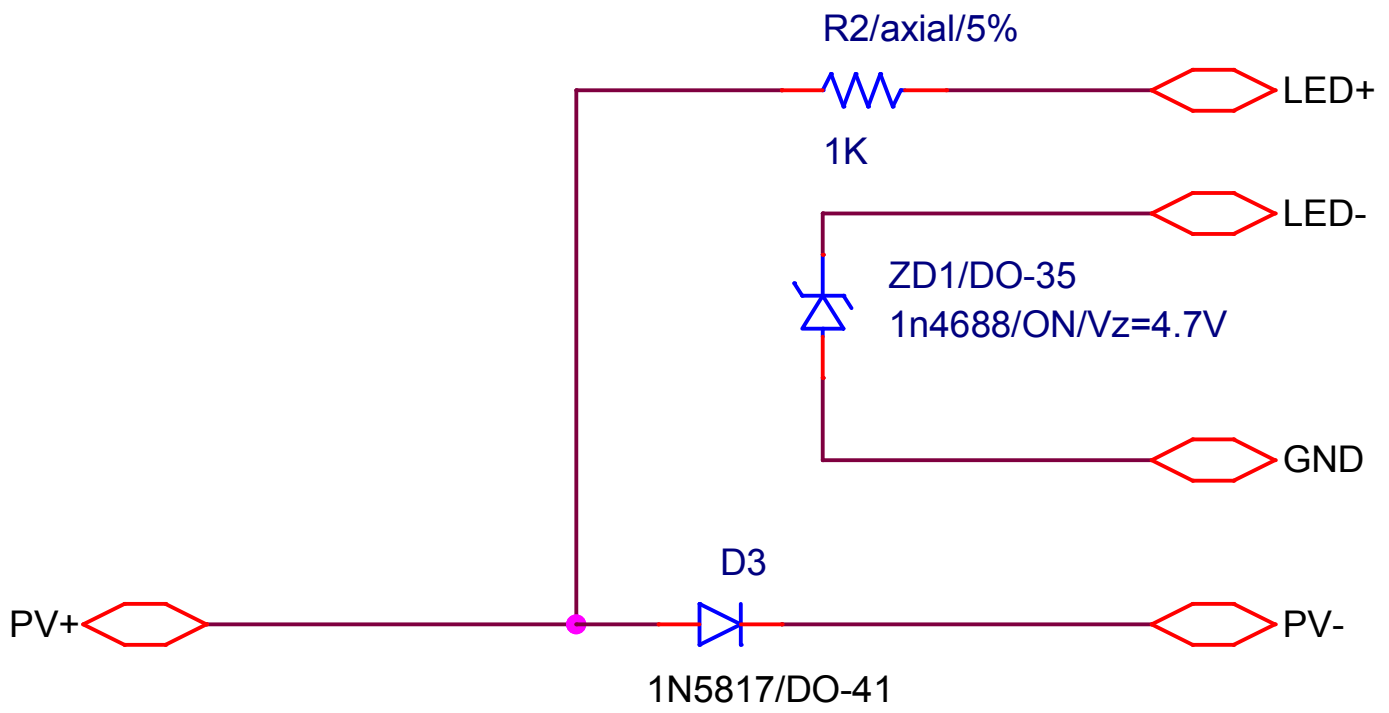 R2/axial/5%
LED+
1K
LED-
ZD1/DO-35
1n4688/ON/Vz=4.7V
GND
D3
PV+
PV-
1N5817/DO-41